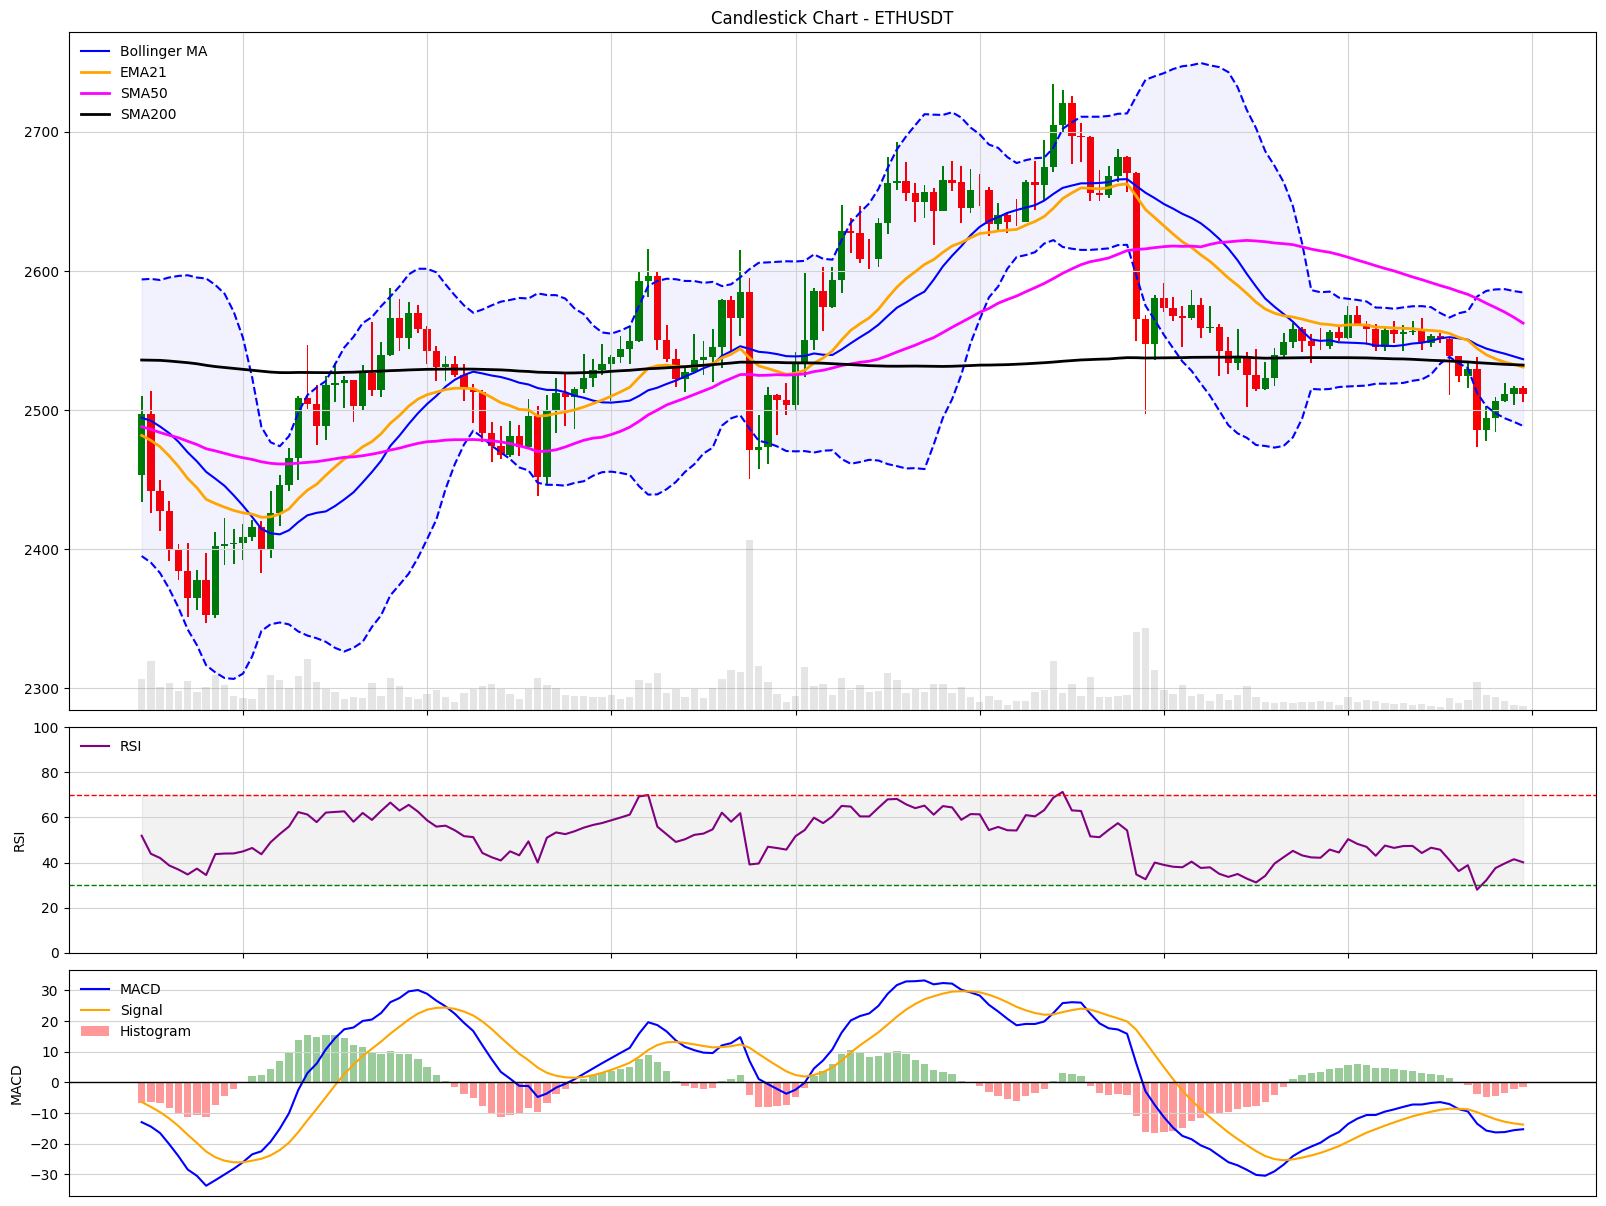 Candlestick Chart - ETHUSDT
Bollinger MA
EMA21
SMA50
SMA200
2700
2600
2500
2400
2300
RSI
100
80
60
40
20
0
RSI
MACD
Signal
Histogram
30
20
10
0
−10
−20
−30
MACD